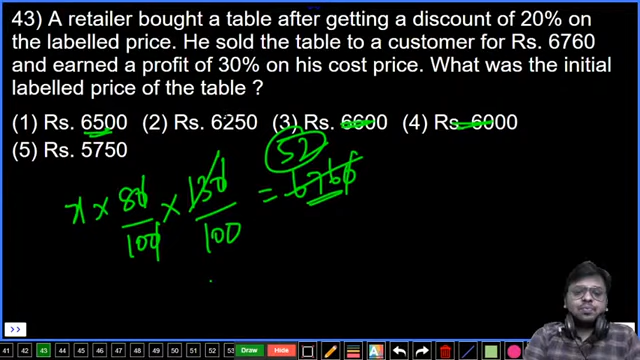 43) A retailer bought a table after getting a discount of 20% on
the labelled price. He sold the table to a customer for Rs. 6760
and earned a profit of 30% on his cost price. What was the initial
labelled price of the table ?
(1) Rs. 6500 (2) Rs. 6250 (3) Rs. 6600 (4) Rs. 6000
(5) Rs. 5750
52
x × 80/100 × 130/100 = 6760
>>
41 42 43 44 45 46 47 48 49 50 51 52 53 Draw Hide